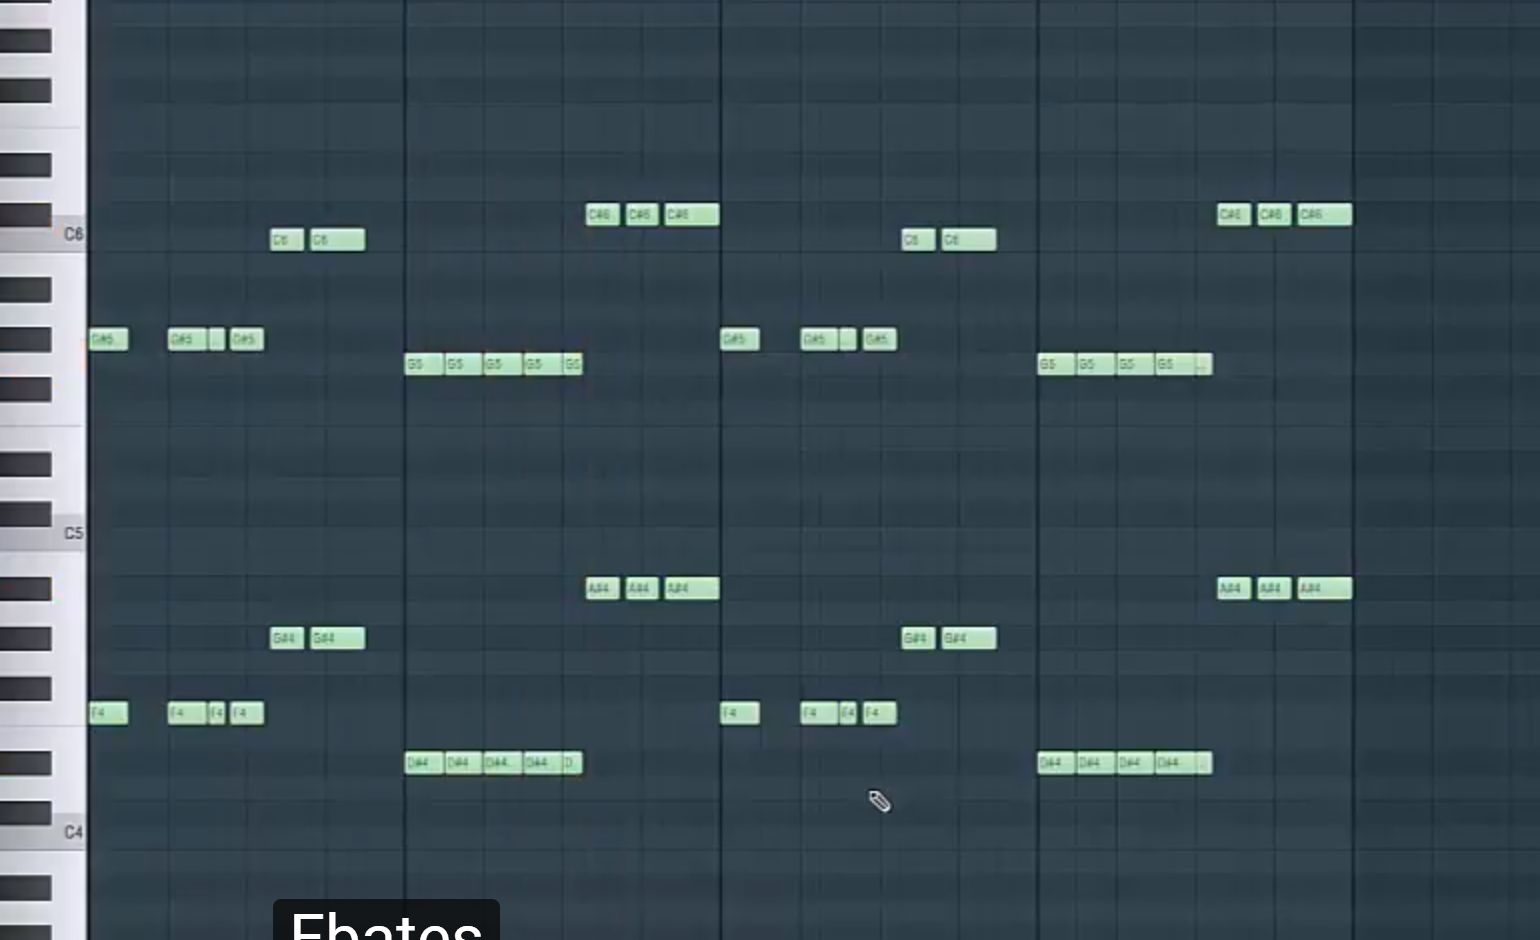 C#6 C#6 C#6 C#6 C#6 C#6
C6
C6 C6 C6 C6
G#5 G#5 .. G#5 G#5 G#5 .. G#5
G5 G5 G5 G5 G5 G5 G5 G5 G5 ..
C5
A#4 A#4 A#4 A#4 A#4 A#4
G#4 G#4 G#4 G#4
F4 F4 F4 F4 F4 F4 F4 F4
D#4 D#4 D#4.. D#4.. D.. D#4 D#4 D#4 D#4 ..
C4
Ebates